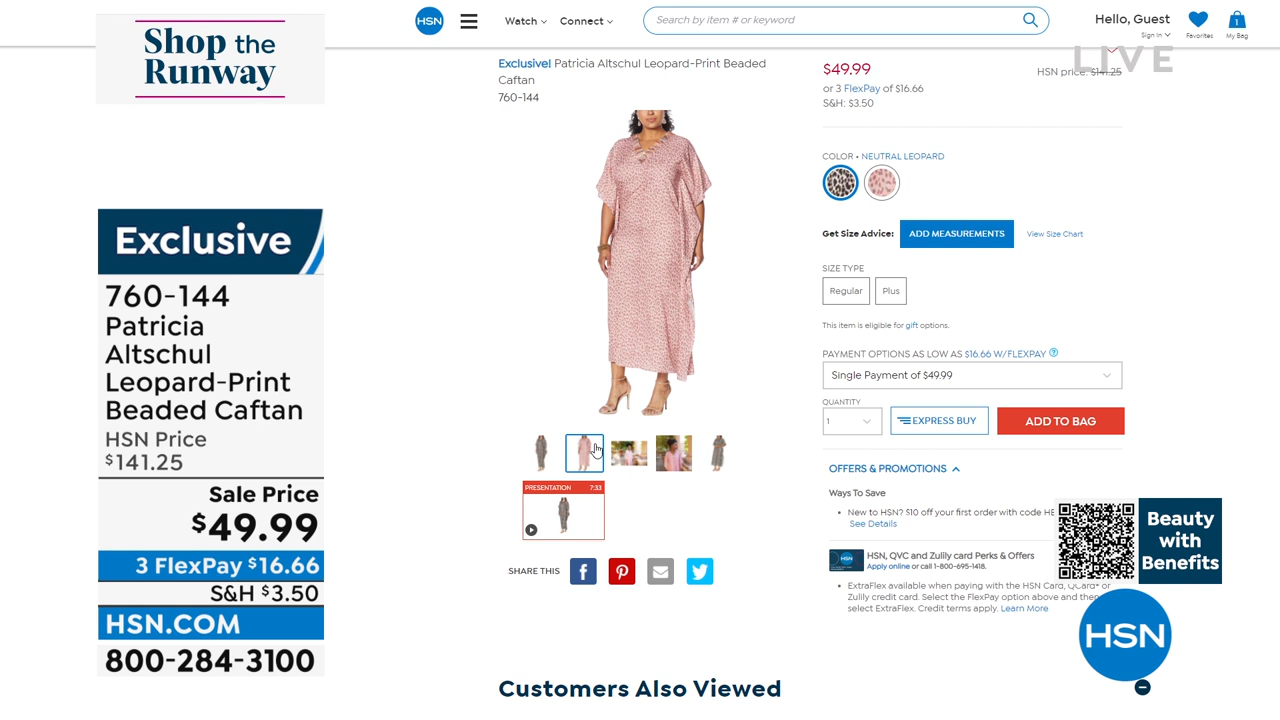 Shop the
Runway
HSN
Watch
Connect
Search by item # or keyword
Hello, Guest
Sign in
Favorites
1
My Bag
LIVE
Exclusive! Patricia Altschul Leopard-Print Beaded
Caftan
760-144
$49.99
HSN price: $141.25
or 3 FlexPay of $16.66
S&H: $3.50
COLOR • NEUTRAL LEOPARD
Get Size Advice:
ADD MEASUREMENTS
View Size Chart
SIZE TYPE
Regular
Plus
This item is eligible for gift options.
PAYMENT OPTIONS AS LOW AS $16.66 W/FLEXPAY ?
Single Payment of $49.99
QUANTITY
1
EXPRESS BUY
ADD TO BAG
OFFERS & PROMOTIONS
Ways To Save
• New to HSN? $10 off your first order with code
See Details
HSN
HSN, QVC and Zulily card Perks & Offers
Apply online or call 1-800-695-1418.
• ExtraFlex available when paying with the HSN Card, QCard® or
Zulily credit card. Select the FlexPay option above and then
select ExtraFlex. Credit terms apply. Learn More
PRESENTATION 7:33
SHARE THIS
Customers Also Viewed
Exclusive
760-144
Patricia
Altschul
Leopard-Print
Beaded Caftan
HSN Price
$141.25
Sale Price
$49.99
3 FlexPay $16.66
S&H $3.50
HSN.COM
800-284-3100
Beauty
with
Benefits
HSN